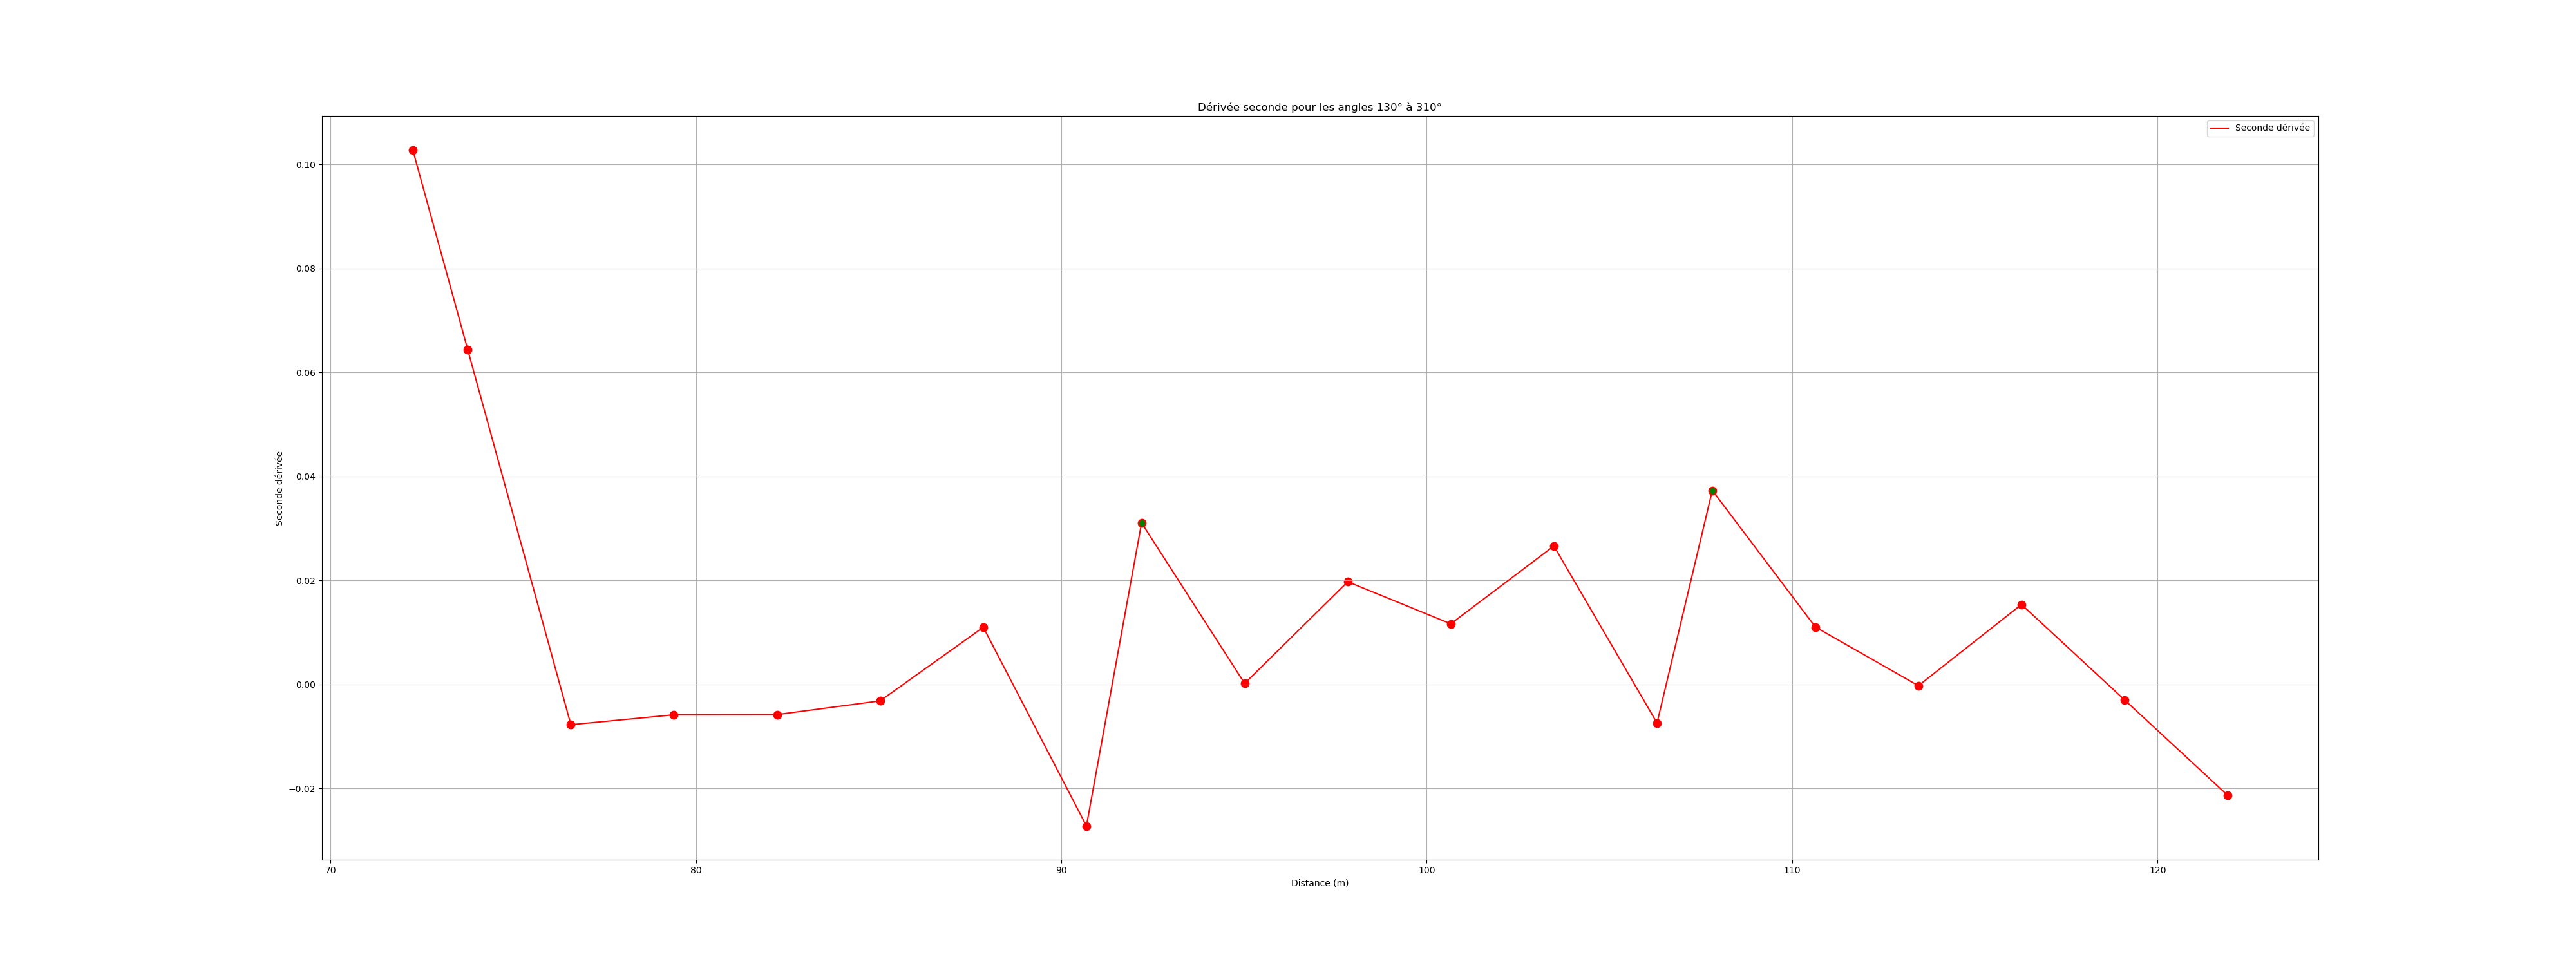 Dérivée seconde pour les angles 130° à 310°
Seconde dérivée
0.10
0.08
0.06
0.04
0.02
0.00
−0.02
Seconde dérivée
70 80 90 100 110 120
Distance (m)